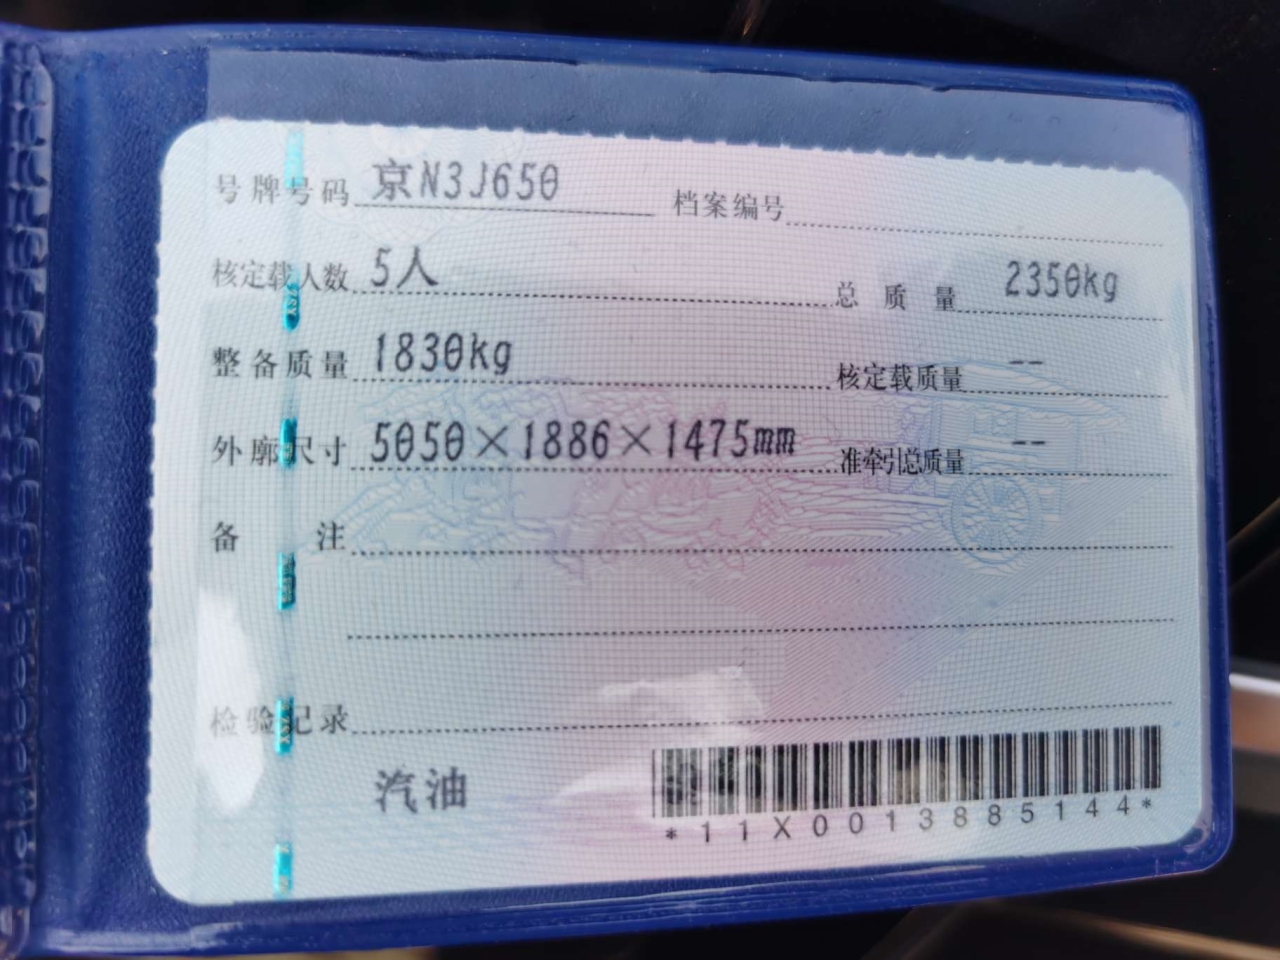 号牌号码 京N3J650 档案编号
核定载人数 5人 总质量 2350kg
整备质量 1830kg 核定载质量 --
外廓尺寸 5050×1886×1475mm 准牵引总质量 --
备注
检验记录
汽油
*11X0013885144*